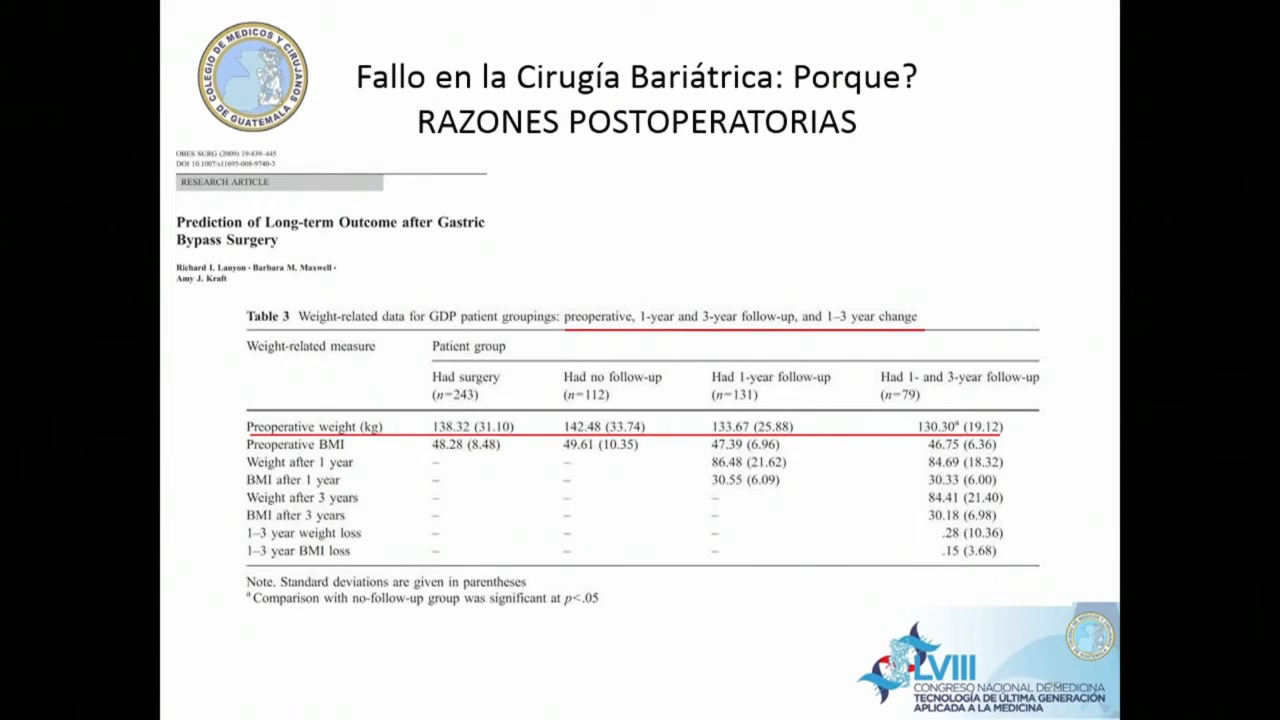 COLEGIO DE MEDICOS Y CIRUJANOS
DE GUATEMALA
Fallo en la Cirugía Bariátrica: Porque?
RAZONES POSTOPERATORIAS
OBES SURG (2009) 19:439–445
DOI 10.1007/s11695-008-9740-3
RESEARCH ARTICLE
Prediction of Long-term Outcome after Gastric
Bypass Surgery
Richard I. Lanyon · Barbara M. Maxwell ·
Amy J. Kraft
Table 3 Weight-related data for GDP patient groupings: preoperative, 1-year and 3-year follow-up, and 1–3 year change
Weight-related measure Patient group
Had surgery Had no follow-up Had 1-year follow-up Had 1- and 3-year follow-up
(n=243) (n=112) (n=131) (n=79)
Preoperative weight (kg) 138.32 (31.10) 142.48 (33.74) 133.67 (25.88) 130.30a (19.12)
Preoperative BMI 48.28 (8.48) 49.61 (10.35) 47.39 (6.96) 46.75 (6.36)
Weight after 1 year – – 86.48 (21.62) 84.69 (18.32)
BMI after 1 year – – 30.55 (6.09) 30.33 (6.00)
Weight after 3 years – – – 84.41 (21.40)
BMI after 3 years – – – 30.18 (6.98)
1–3 year weight loss – – – .28 (10.36)
1–3 year BMI loss – – – .15 (3.68)
Note. Standard deviations are given in parentheses
a Comparison with no-follow-up group was significant at p<.05
LVIII
CONGRESO NACIONAL DE MEDICINA
TECNOLOGÍA DE ÚLTIMA GENERACIÓN
APLICADA A LA MEDICINA